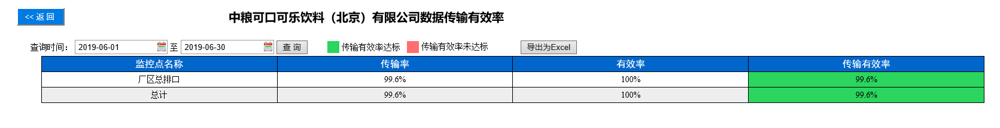 << 返 回
中粮可口可乐饮料（北京）有限公司数据传输有效率
查询时间： 2019-06-01 至 2019-06-30 查 询 传输有效率达标 传输有效率未达标 导出为Excel
监控点名称 传输率 有效率 传输有效率
厂区总排口 99.6% 100% 99.6%
总计 99.6% 100% 99.6%